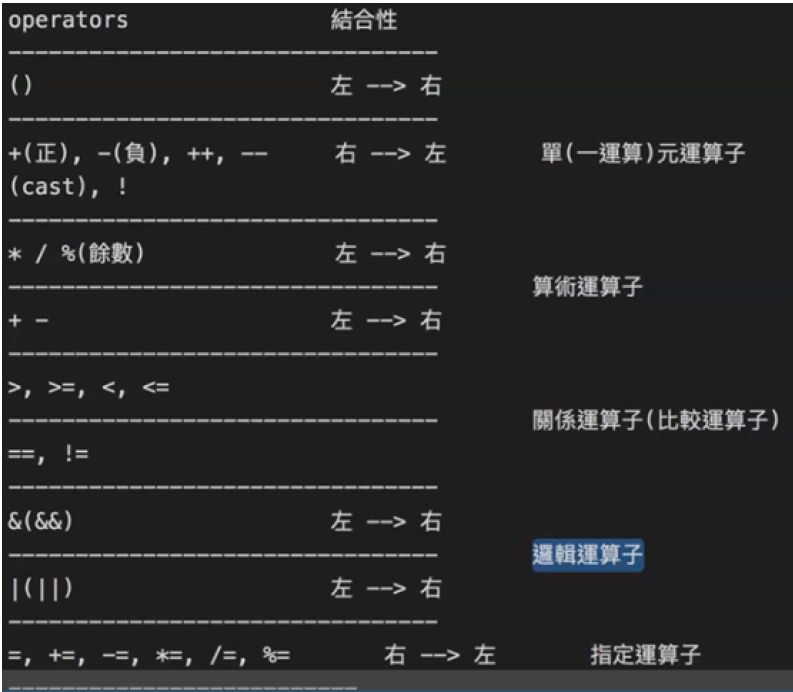 operators 結合性
--------------------------------
() 左 --> 右
--------------------------------
+(正), -(負), ++, -- 右 --> 左 單(一運算)元運算子
(cast), !
--------------------------------
* / %(餘數) 左 --> 右
-------------------------------- 算術運算子
+ - 左 --> 右
--------------------------------
>, >=, <, <=
-------------------------------- 關係運算子(比較運算子)
==, !=
--------------------------------
&(&&) 左 --> 右
-------------------------------- 邏輯運算子
|(||) 左 --> 右
--------------------------------
=, +=, -=, *=, /=, %= 右 --> 左 指定運算子
--------------------------